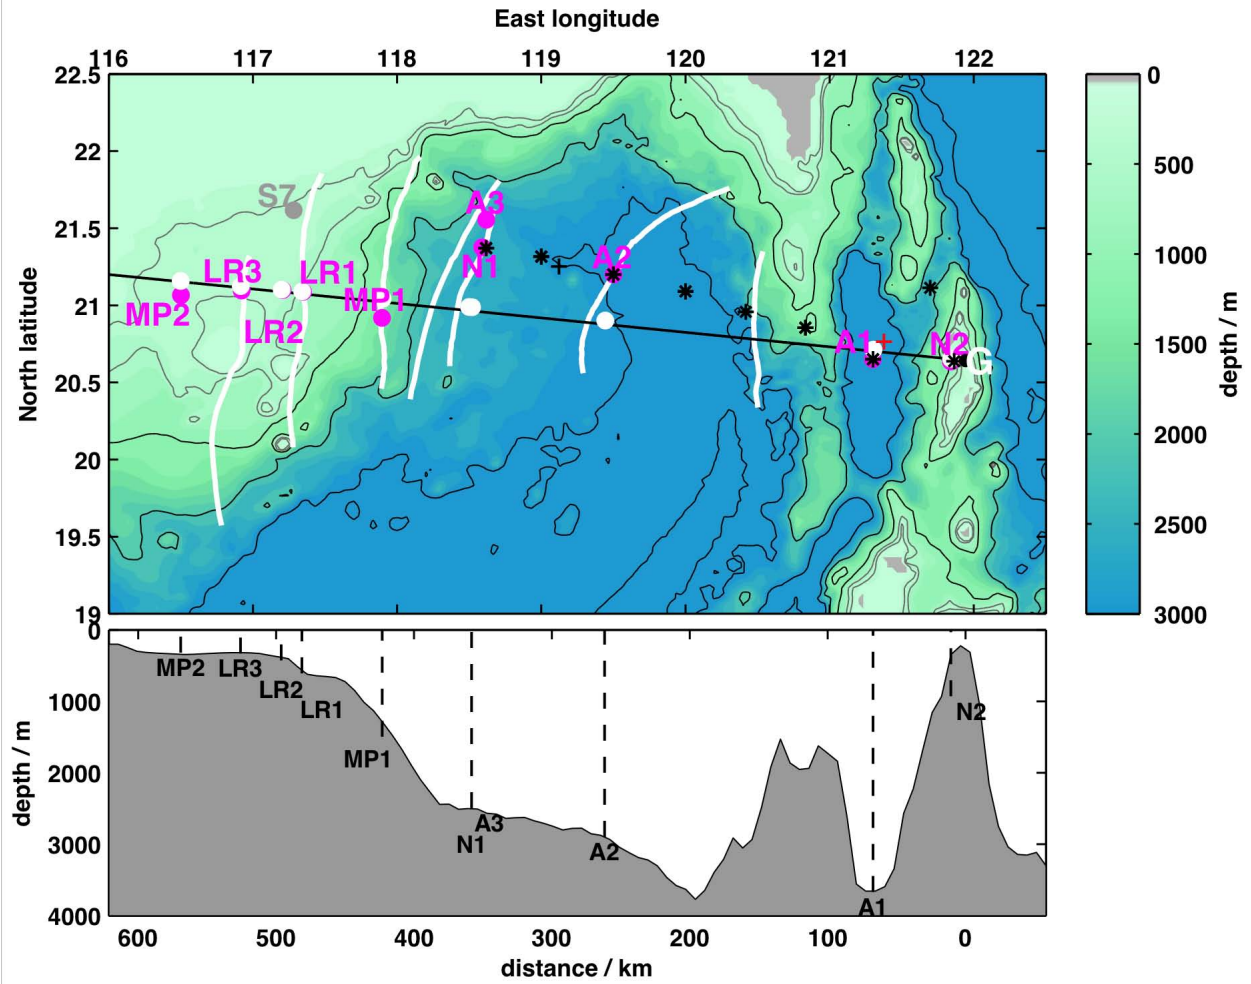 East longitude
116 117 118 119 120 121 122
22.5
22
21.5
21
20.5
20
19.5
19
North latitude
S7
A3
N1
A2
LR3
LR1
MP1
MP2
LR2
A1
N2
G
0
500
1000
1500
2000
2500
3000
depth / m
0
1000
2000
3000
4000
depth / m
MP2 LR3
LR2
LR1
MP1
A3
N1
A2
A1
N2
600 500 400 300 200 100 0
distance / km